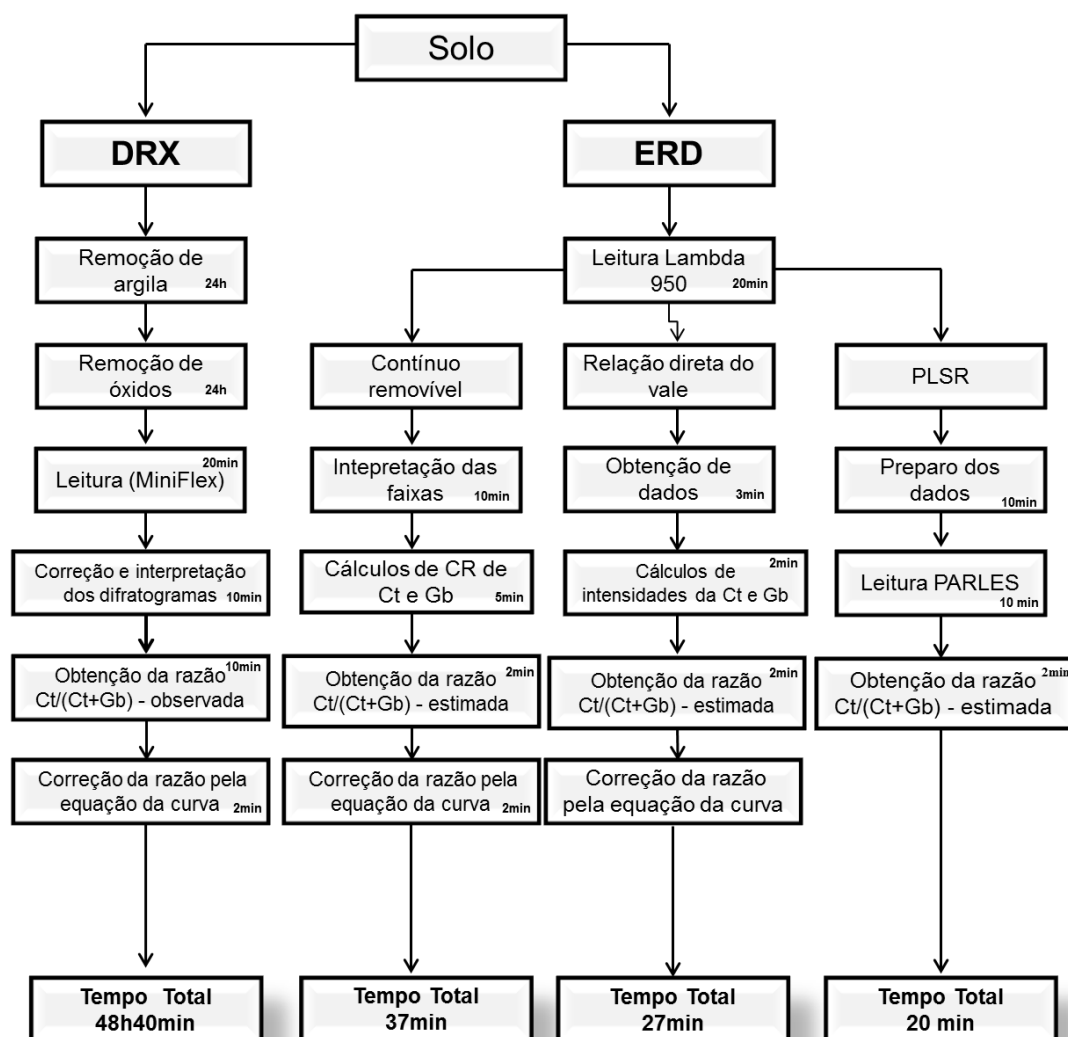 Solo
DRX
Remoção de
argila 24h
Remoção de
óxidos 24h
20min
Leitura (MiniFlex)
Correção e interpretação
dos difratogramas 10min
Obtenção da razão 10min
Ct/(Ct+Gb) - observada
Correção da razão pela
equação da curva 2min
Tempo Total
48h40min
ERD
Leitura Lambda
950 20min
Contínuo
removível
Intepretação das
faixas 10min
Cálculos de CR de
Ct e Gb 5min
Obtenção da razão 2min
Ct/(Ct+Gb) - estimada
Correção da razão pela
equação da curva 2min
Tempo Total
37min
Relação direta do
vale
Obtenção de
dados 3min
Cálculos de 2min
intensidades da Ct e Gb
Obtenção da razão 2min
Ct/(Ct+Gb) - estimada
Correção da razão
pela equação da curva
Tempo Total
27min
PLSR
Preparo dos
dados 10min
Leitura PARLES
10 min
Obtenção da razão 2min
Ct/(Ct+Gb) - estimada
Tempo Total
20 min